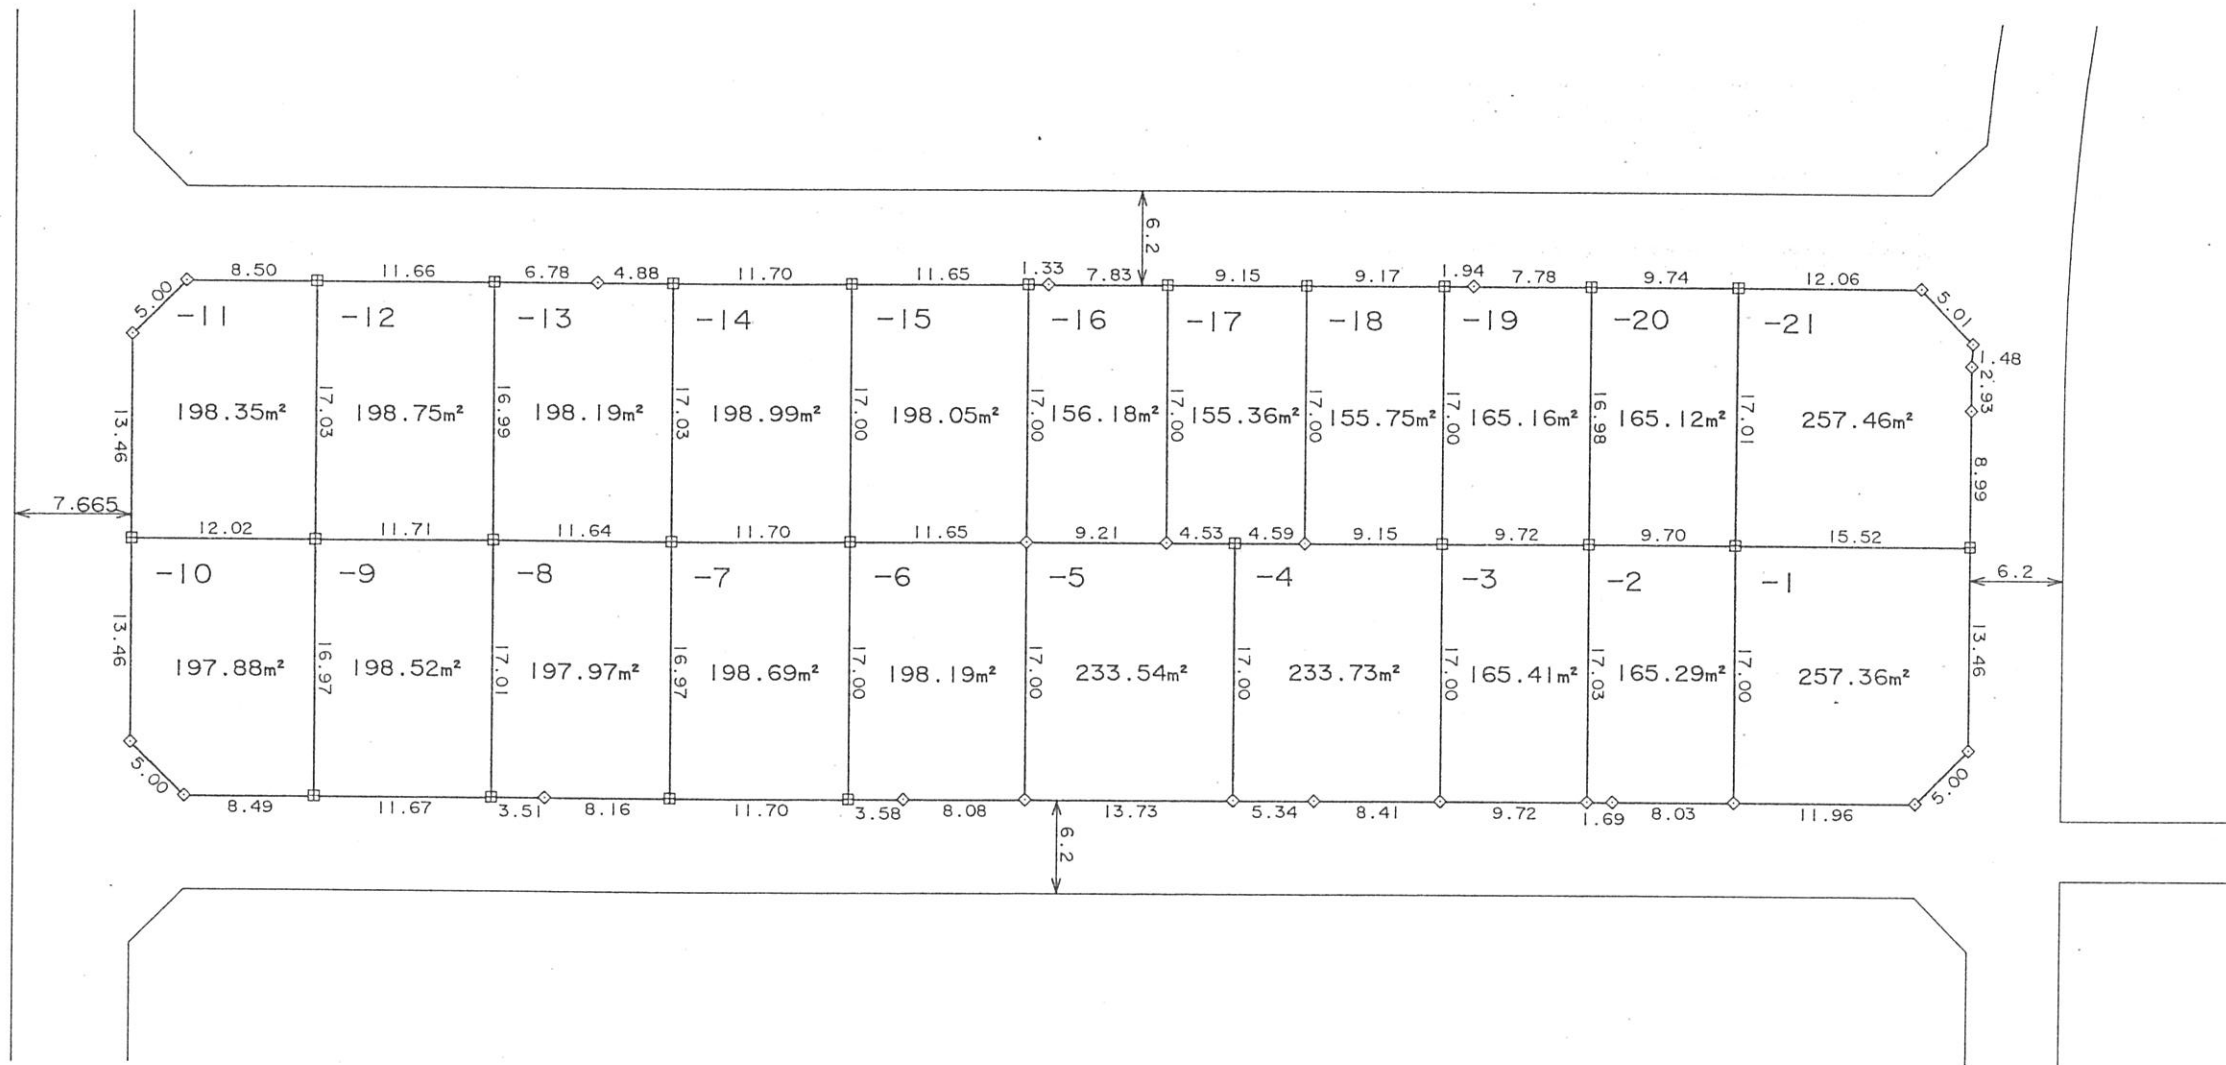 6.2
8.50 11.66 6.78 4.88 11.70 11.65 1.33 7.83 9.15 9.17 1.94 7.78 9.74 12.06
5.00 5.01
-11 -12 -13 -14 -15 -16 -17 -18 -19 -20 -21
1.48
2.93
13.46 17.03 16.99 17.03 17.00 17.00 17.00 17.00 17.00 16.98 17.01 8.99
198.35m² 198.75m² 198.19m² 198.99m² 198.05m² 156.18m² 155.36m² 155.75m² 165.16m² 165.12m² 257.46m²
7.665
12.02 11.71 11.64 11.70 11.65 9.21 4.53 4.59 9.15 9.72 9.70 15.52
6.2
-10 -9 -8 -7 -6 -5 -4 -3 -2 -1
13.46 16.97 17.01 16.97 17.00 17.00 17.00 17.00 17.03 17.00 13.46
197.88m² 198.52m² 197.97m² 198.69m² 198.19m² 233.54m² 233.73m² 165.41m² 165.29m² 257.36m²
5.00 5.00
8.49 11.67 3.51 8.16 11.70 3.58 8.08 13.73 5.34 8.41 9.72 1.69 8.03 11.96
6.2